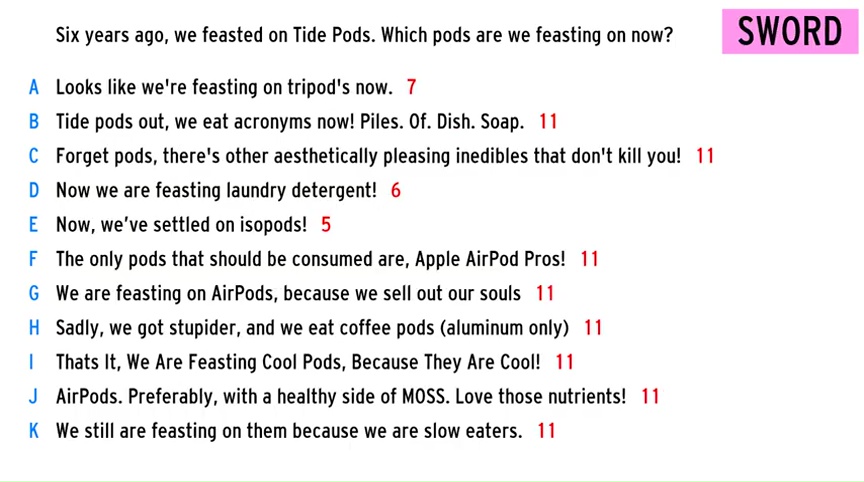 Six years ago, we feasted on Tide Pods. Which pods are we feasting on now?
SWORD
A Looks like we're feasting on tripod's now. 7
B Tide pods out, we eat acronyms now! Piles. Of. Dish. Soap. 11
C Forget pods, there's other aesthetically pleasing inedibles that don't kill you! 11
D Now we are feasting laundry detergent! 6
E Now, we’ve settled on isopods! 5
F The only pods that should be consumed are, Apple AirPod Pros! 11
G We are feasting on AirPods, because we sell out our souls 11
H Sadly, we got stupider, and we eat coffee pods (aluminum only) 11
I Thats It, We Are Feasting Cool Pods, Because They Are Cool! 11
J AirPods. Preferably, with a healthy side of MOSS. Love those nutrients! 11
K We still are feasting on them because we are slow eaters. 11